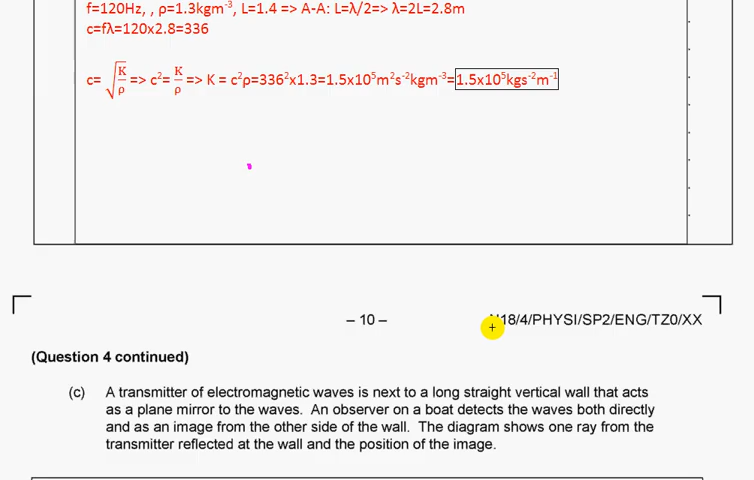 f=120Hz, , ρ=1.3kgm⁻³, L=1.4 => A-A: L=λ/2=> λ=2L=2.8m
c=fλ=120x2.8=336
c= √K/ρ => c²= K/ρ => K = c²ρ=336²x1.3=1.5x10⁵m²s⁻²kgm⁻³=1.5x10⁵kgs⁻²m⁻¹
– 10 –
N18/4/PHYSI/SP2/ENG/TZ0/XX
(Question 4 continued)
(c) A transmitter of electromagnetic waves is next to a long straight vertical wall that acts
as a plane mirror to the waves. An observer on a boat detects the waves both directly
and as an image from the other side of the wall. The diagram shows one ray from the
transmitter reflected at the wall and the position of the image.